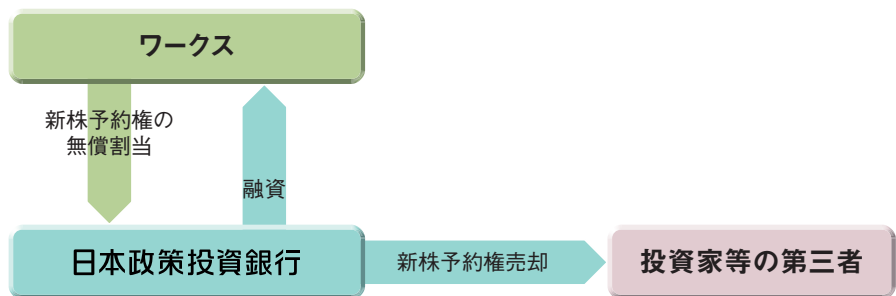 ワークス
新株予約権の
無償割当
融資
日本政策投資銀行
新株予約権売却
投資家等の第三者